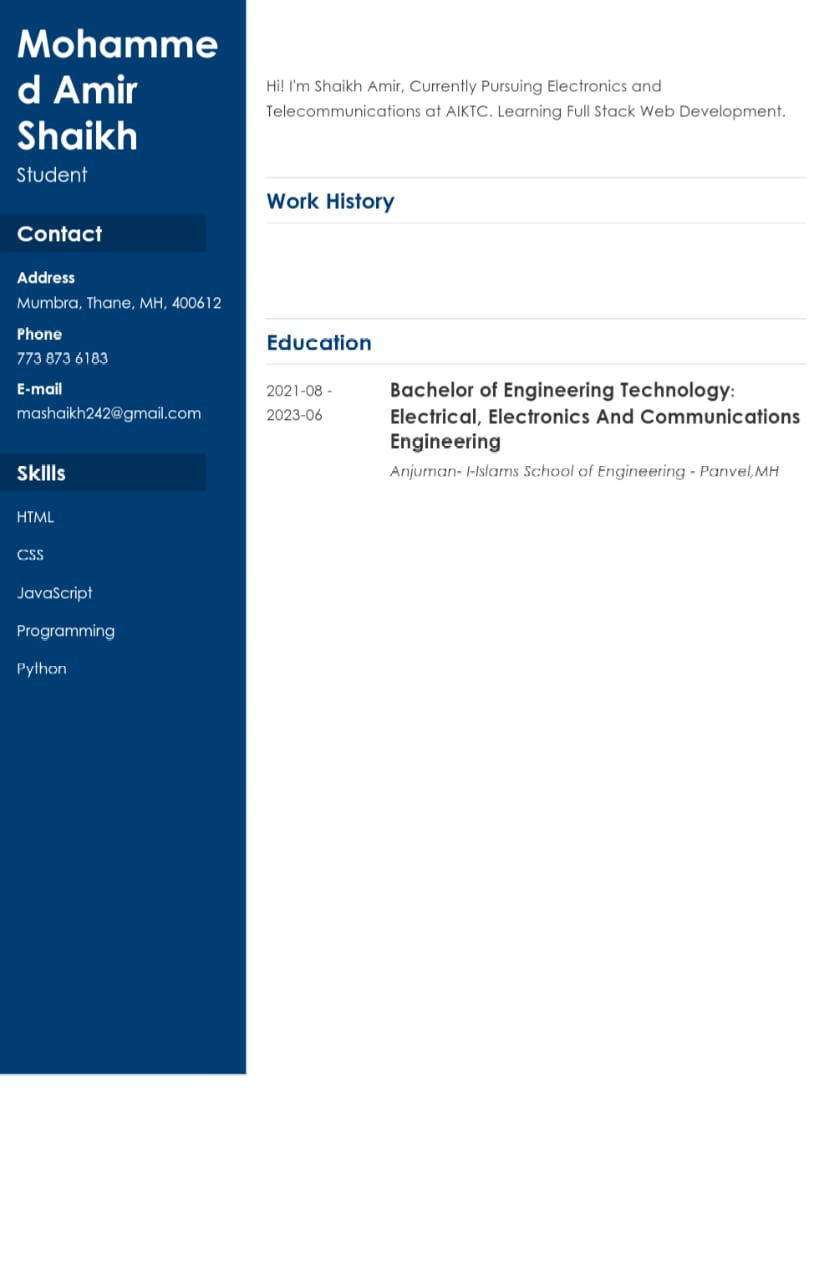 Mohamme
d Amir
Shaikh
Student
Contact
Address
Mumbra, Thane, MH, 400612
Phone
773 873 6183
E-mail
mashaikh242@gmail.com
Skills
HTML
CSS
JavaScript
Programming
Python
Hi! I'm Shaikh Amir, Currently Pursuing Electronics and
Telecommunications at AIKTC. Learning Full Stack Web Development.
Work History
Education
2021-08 -
2023-06
Bachelor of Engineering Technology:
Electrical, Electronics And Communications
Engineering
Anjuman- I-Islams School of Engineering - Panvel,MH